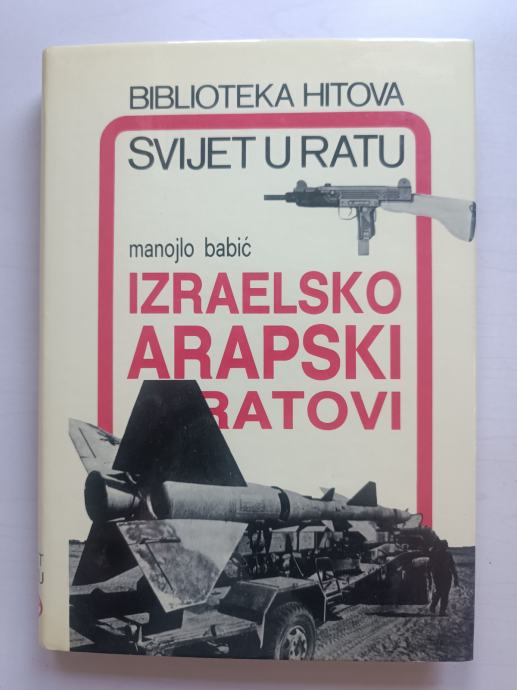 BIBLIOTEKA HITOVA
SVIJET U RATU
manojlo babić
IZRAELSKO
ARAPSKI
RATOVI